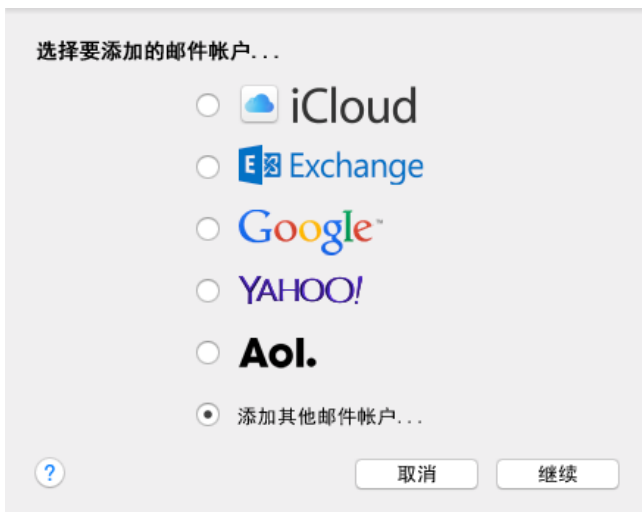 选择要添加的邮件帐户...
iCloud
E Exchange
Google™
YAHOO!
Aol.
添加其他邮件帐户...
? 取消 继续